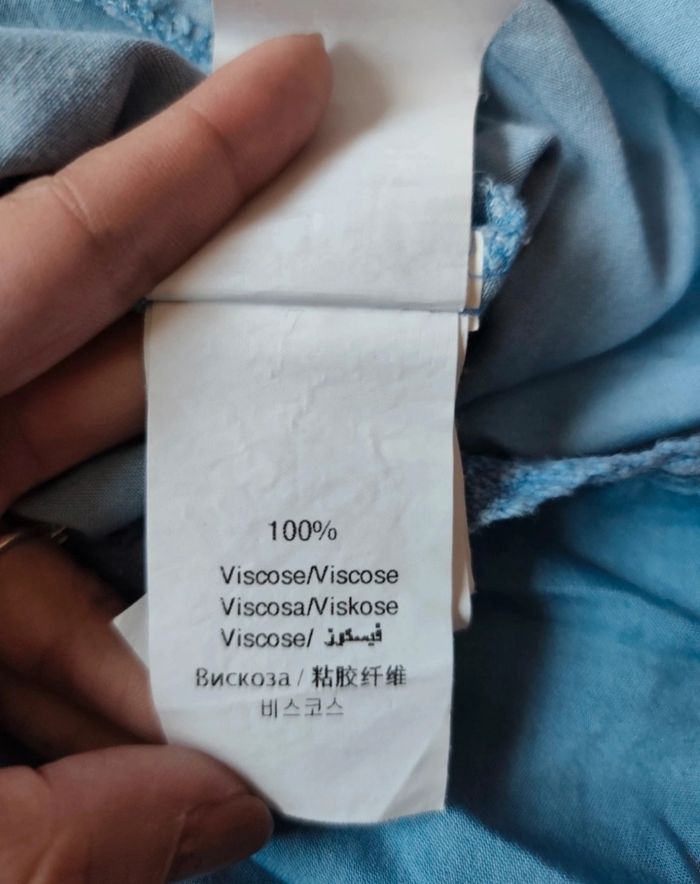 100%
Viscose/Viscose
Viscosa/Viskose
Viscose/ فيسكوز
Вискоза / 粘胶纤维
비스코스